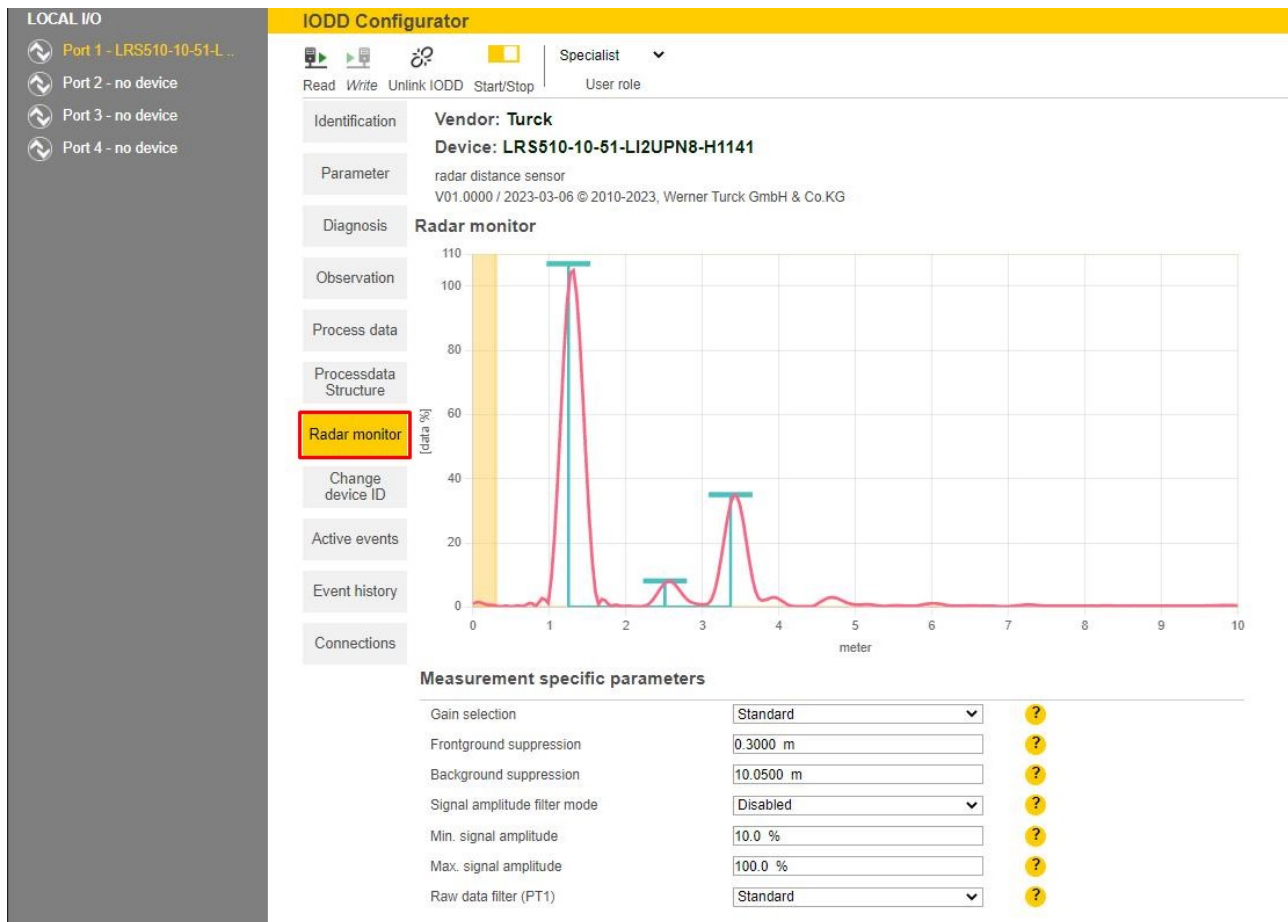 LOCAL I/O
Port 1 - LRS510-10-51-L ..
Port 2 - no device
Port 3 - no device
Port 4 - no device
IODD Configurator
Read Write Unlink IODD Start/Stop
Specialist
User role
Identification
Parameter
Diagnosis
Observation
Process data
Processdata
Structure
Radar monitor
Change
device ID
Active events
Event history
Connections
Vendor: Turck
Device: LRS510-10-51-LI2UPN8-H1141
radar distance sensor
V01.0000 / 2023-03-06 © 2010-2023, Werner Turck GmbH & Co.KG
Radar monitor
110
100
80
60
40
20
0
[data %]
0 1 2 3 4 5 6 7 8 9 10
meter
Measurement specific parameters
Gain selection Standard ?
Frontground suppression 0.3000 m ?
Background suppression 10.0500 m ?
Signal amplitude filter mode Disabled ?
Min. signal amplitude 10.0 % ?
Max. signal amplitude 100.0 % ?
Raw data filter (PT1) Standard ?